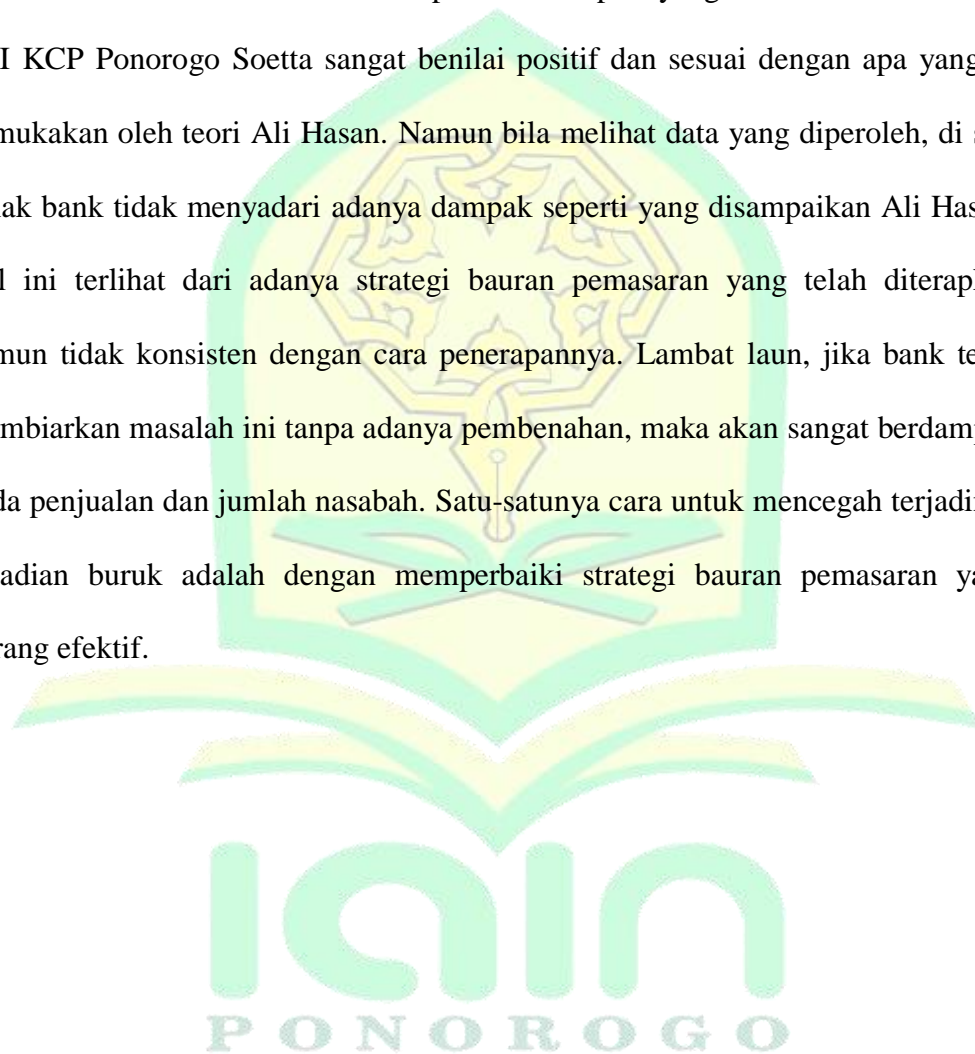 I KCP Ponorogo Soetta sangat benilai positif dan sesuai dengan apa yang
mukakan oleh teori Ali Hasan. Namun bila melihat data yang diperoleh, di s
ak bank tidak menyadari adanya dampak seperti yang disampaikan Ali Has
l ini terlihat dari adanya strategi bauran pemasaran yang telah diterapl
mun tidak konsisten dengan cara penerapannya. Lambat laun, jika bank te
mbiarkan masalah ini tanpa adanya pembenahan, maka akan sangat berdamp
da penjualan dan jumlah nasabah. Satu-satunya cara untuk mencegah terjadin
adian buruk adalah dengan memperbaiki strategi bauran pemasaran ya
rang efektif.
iain
PONOROGO